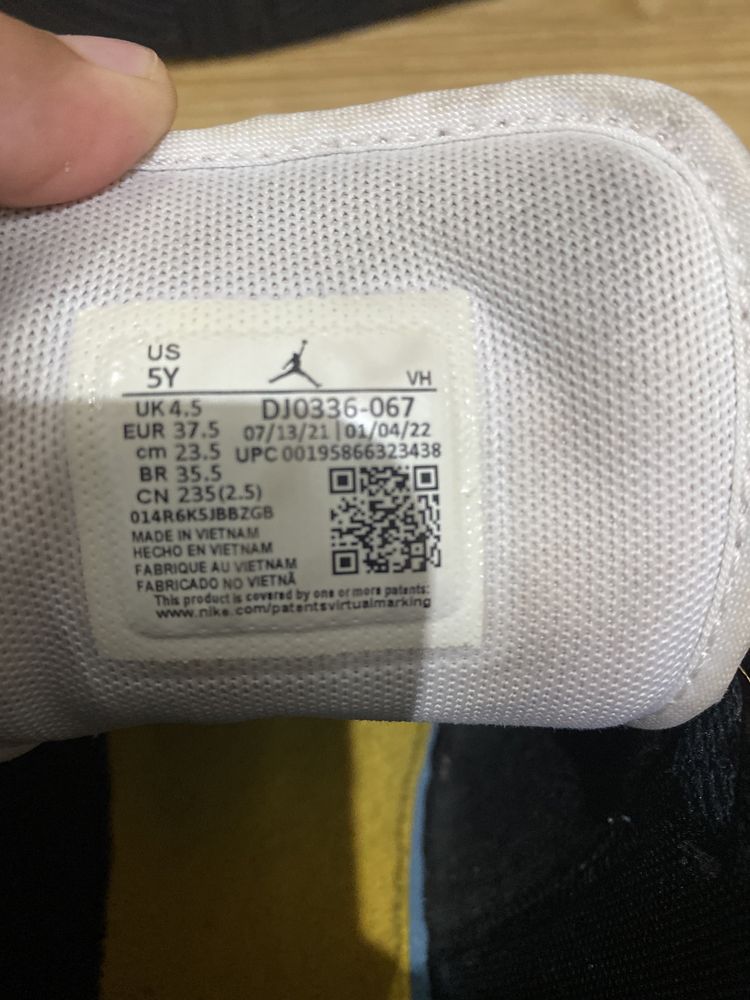 US
5Y
VH
UK 4.5
DJ0336-067
EUR 37.5
07/13/21 | 01/04/22
cm 23.5
UPC 00195866323438
BR 35.5
CN 235(2.5)
014R6K5JBBZGB
MADE IN VIETNAM
HECHO EN VIETNAM
FABRIQUE AU VIETNAM
FABRICADO NO VIETNÃ
This product is covered by one or more patents:
www.nike.com/patentsvirtualmarking